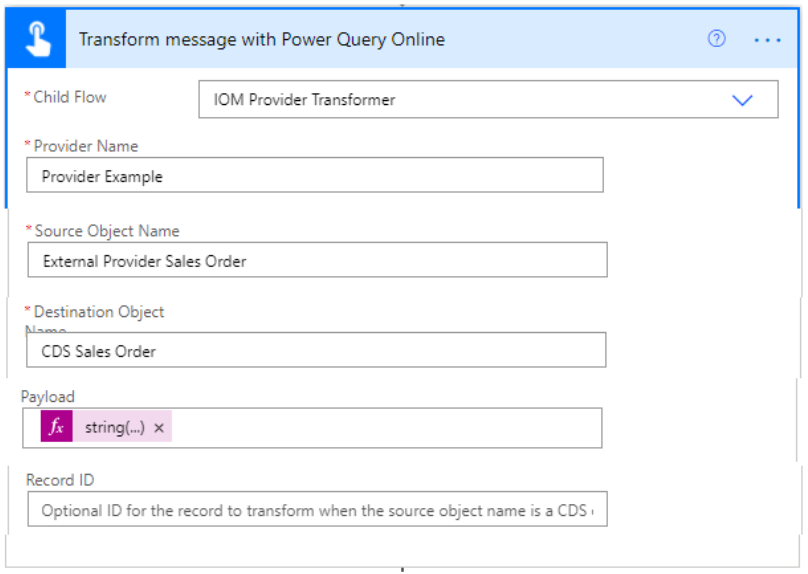 Transform message with Power Query Online
* Child Flow
IOM Provider Transformer
* Provider Name
Provider Example
* Source Object Name
External Provider Sales Order
* Destination Object
Name
CDS Sales Order
Payload
fx string(...) ×
Record ID
Optional ID for the record to transform when the source object name is a CDS